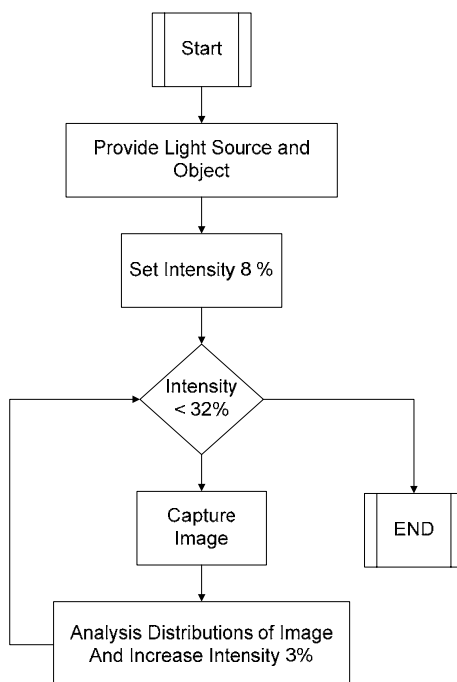 Start
Provide Light Source and
Object
Set Intensity 8 %
Intensity
< 32%
Capture
Image
END
Analysis Distributions of Image
And Increase Intensity 3%